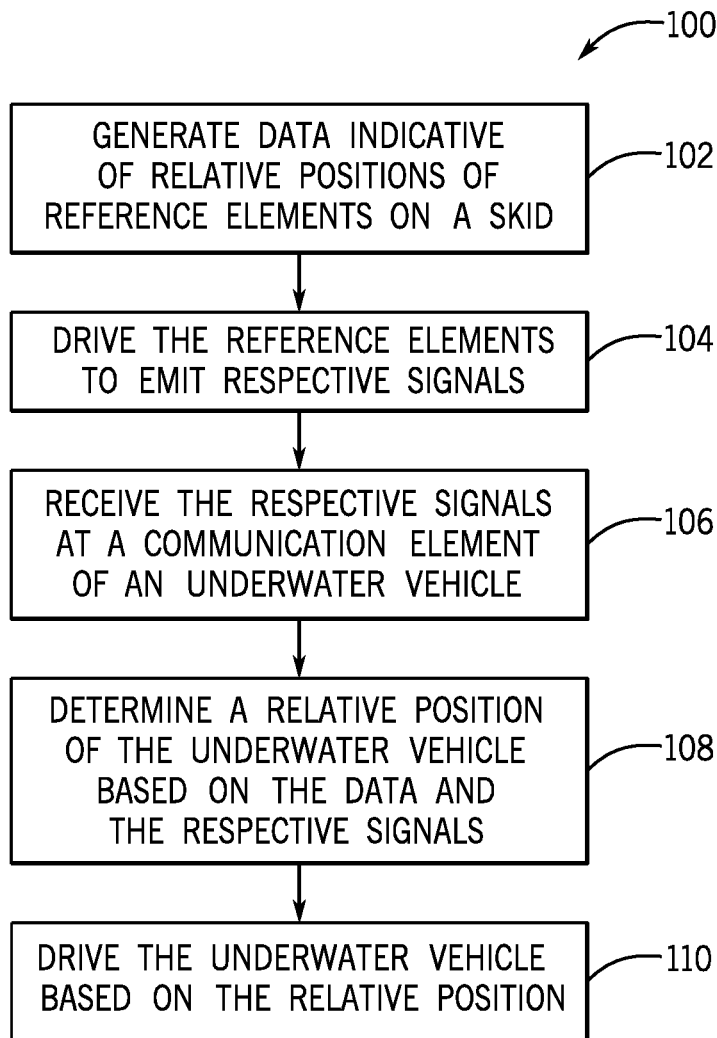 100
GENERATE DATA INDICATIVE
OF RELATIVE POSITIONS OF
REFERENCE ELEMENTS ON A SKID
102
DRIVE THE REFERENCE ELEMENTS
TO EMIT RESPECTIVE SIGNALS
104
RECEIVE THE RESPECTIVE SIGNALS
AT A COMMUNICATION ELEMENT
OF AN UNDERWATER VEHICLE
106
DETERMINE A RELATIVE POSITION
OF THE UNDERWATER VEHICLE
BASED ON THE DATA AND
THE RESPECTIVE SIGNALS
108
DRIVE THE UNDERWATER VEHICLE
BASED ON THE RELATIVE POSITION
110